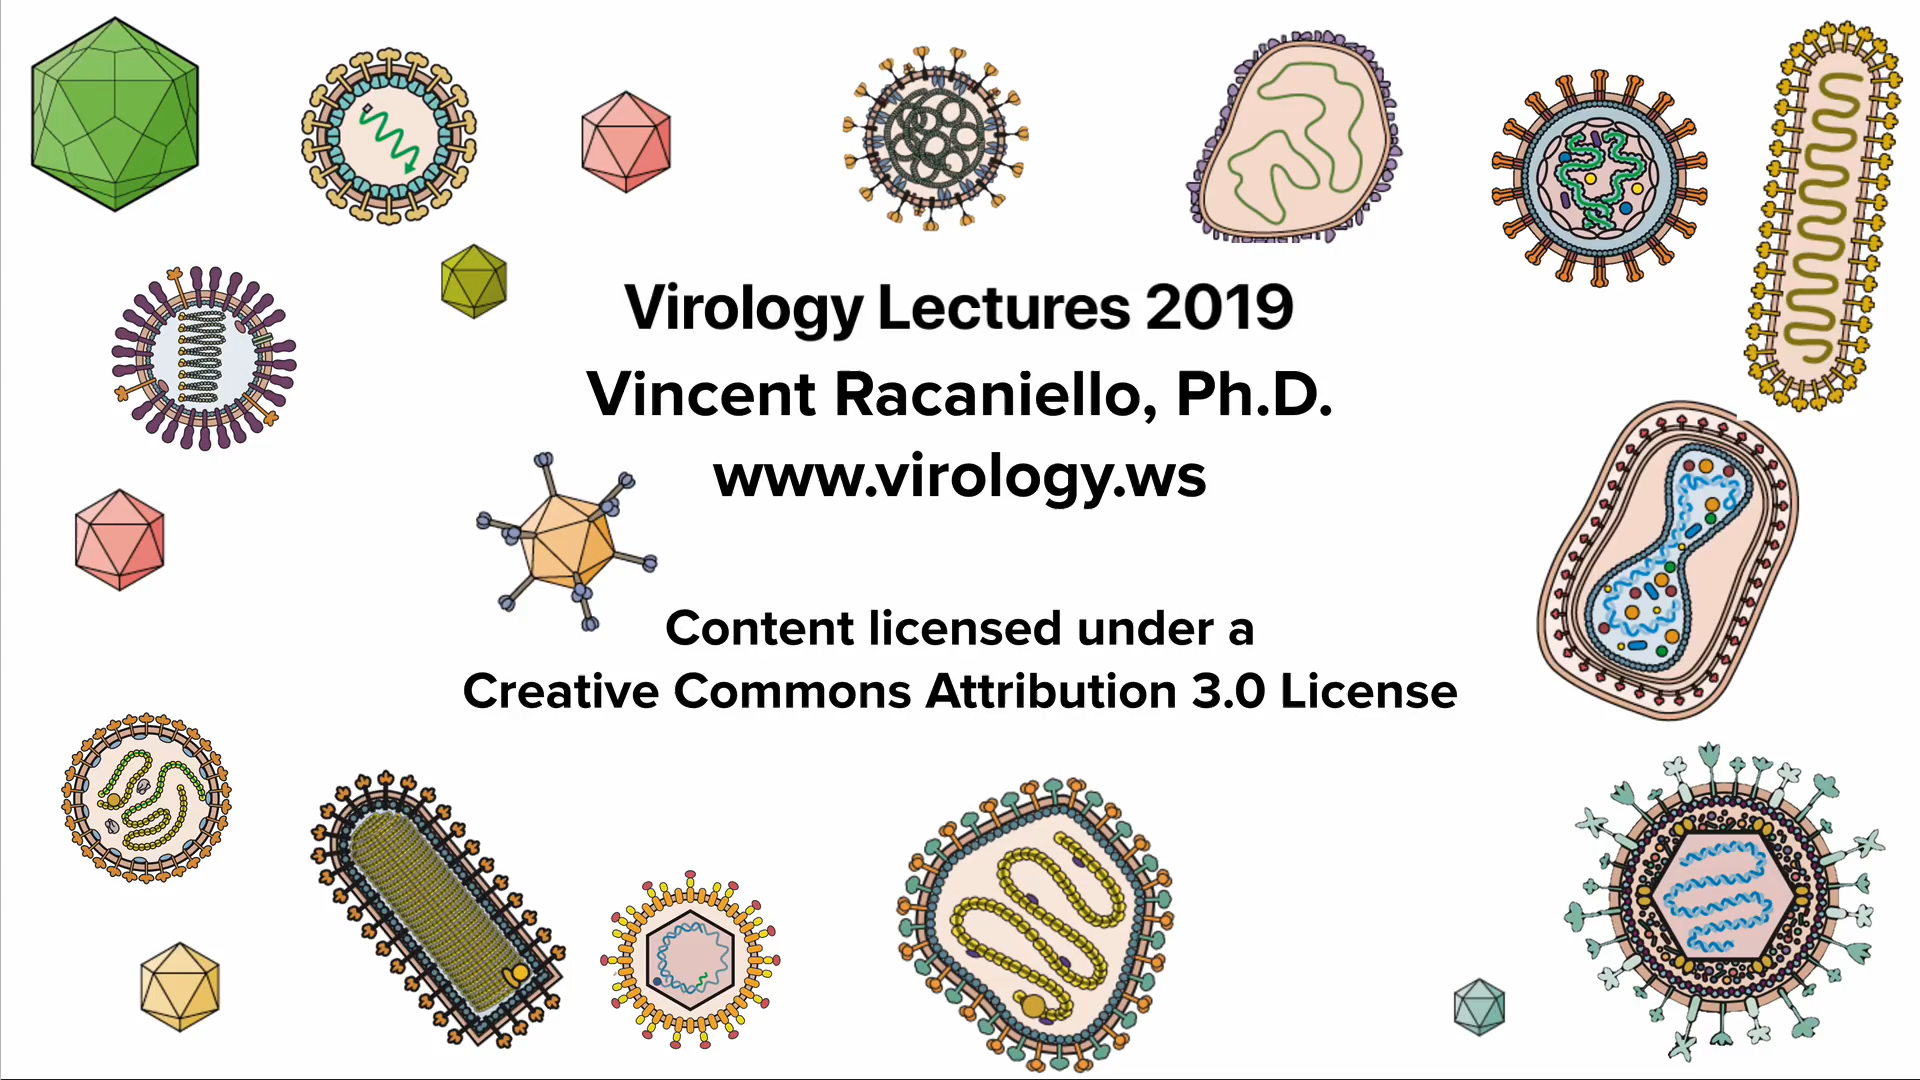 Virology Lectures 2019
Vincent Racaniello, Ph.D.
www.virology.ws
Content licensed under a
Creative Commons Attribution 3.0 License